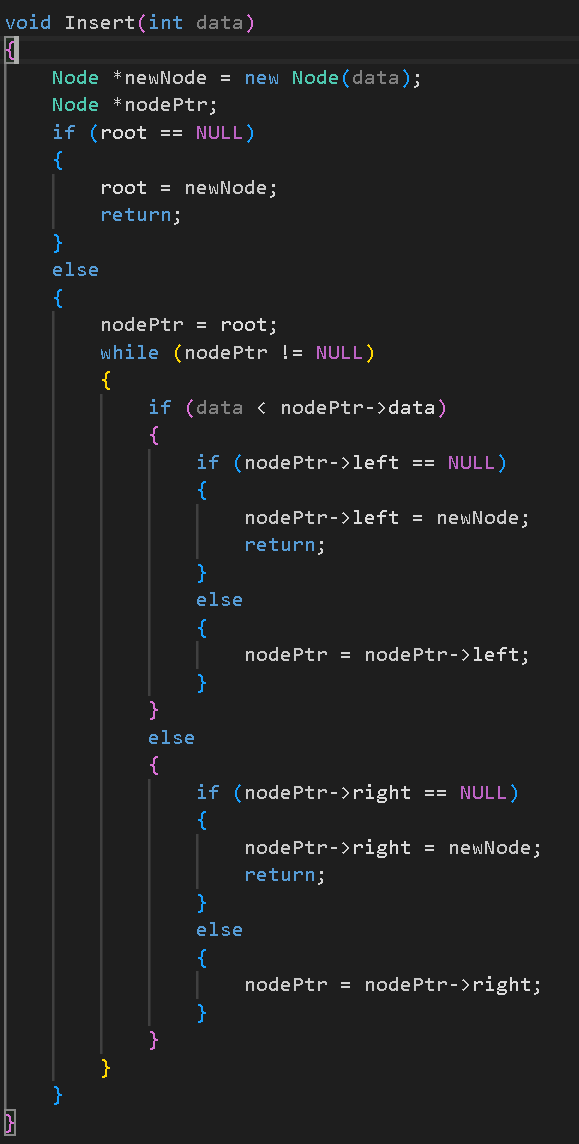 void Insert(int data)
{
    Node *newNode = new Node(data);
    Node *nodePtr;
    if (root == NULL)
    {
        root = newNode;
        return;
    }
    else
    {
        nodePtr = root;
        while (nodePtr != NULL)
        {
            if (data < nodePtr->data)
            {
                if (nodePtr->left == NULL)
                {
                    nodePtr->left = newNode;
                    return;
                }
                else
                {
                    nodePtr = nodePtr->left;
                }
            }
            else
            {
                if (nodePtr->right == NULL)
                {
                    nodePtr->right = newNode;
                    return;
                }
                else
                {
                    nodePtr = nodePtr->right;
                }
            }
        }
    }
}